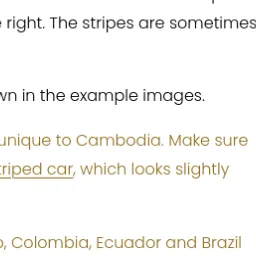 right. The stripes are sometimes
wn in the example images.
unique to Cambodia. Make sure
triped car, which looks slightly
o, Colombia, Ecuador and Brazil